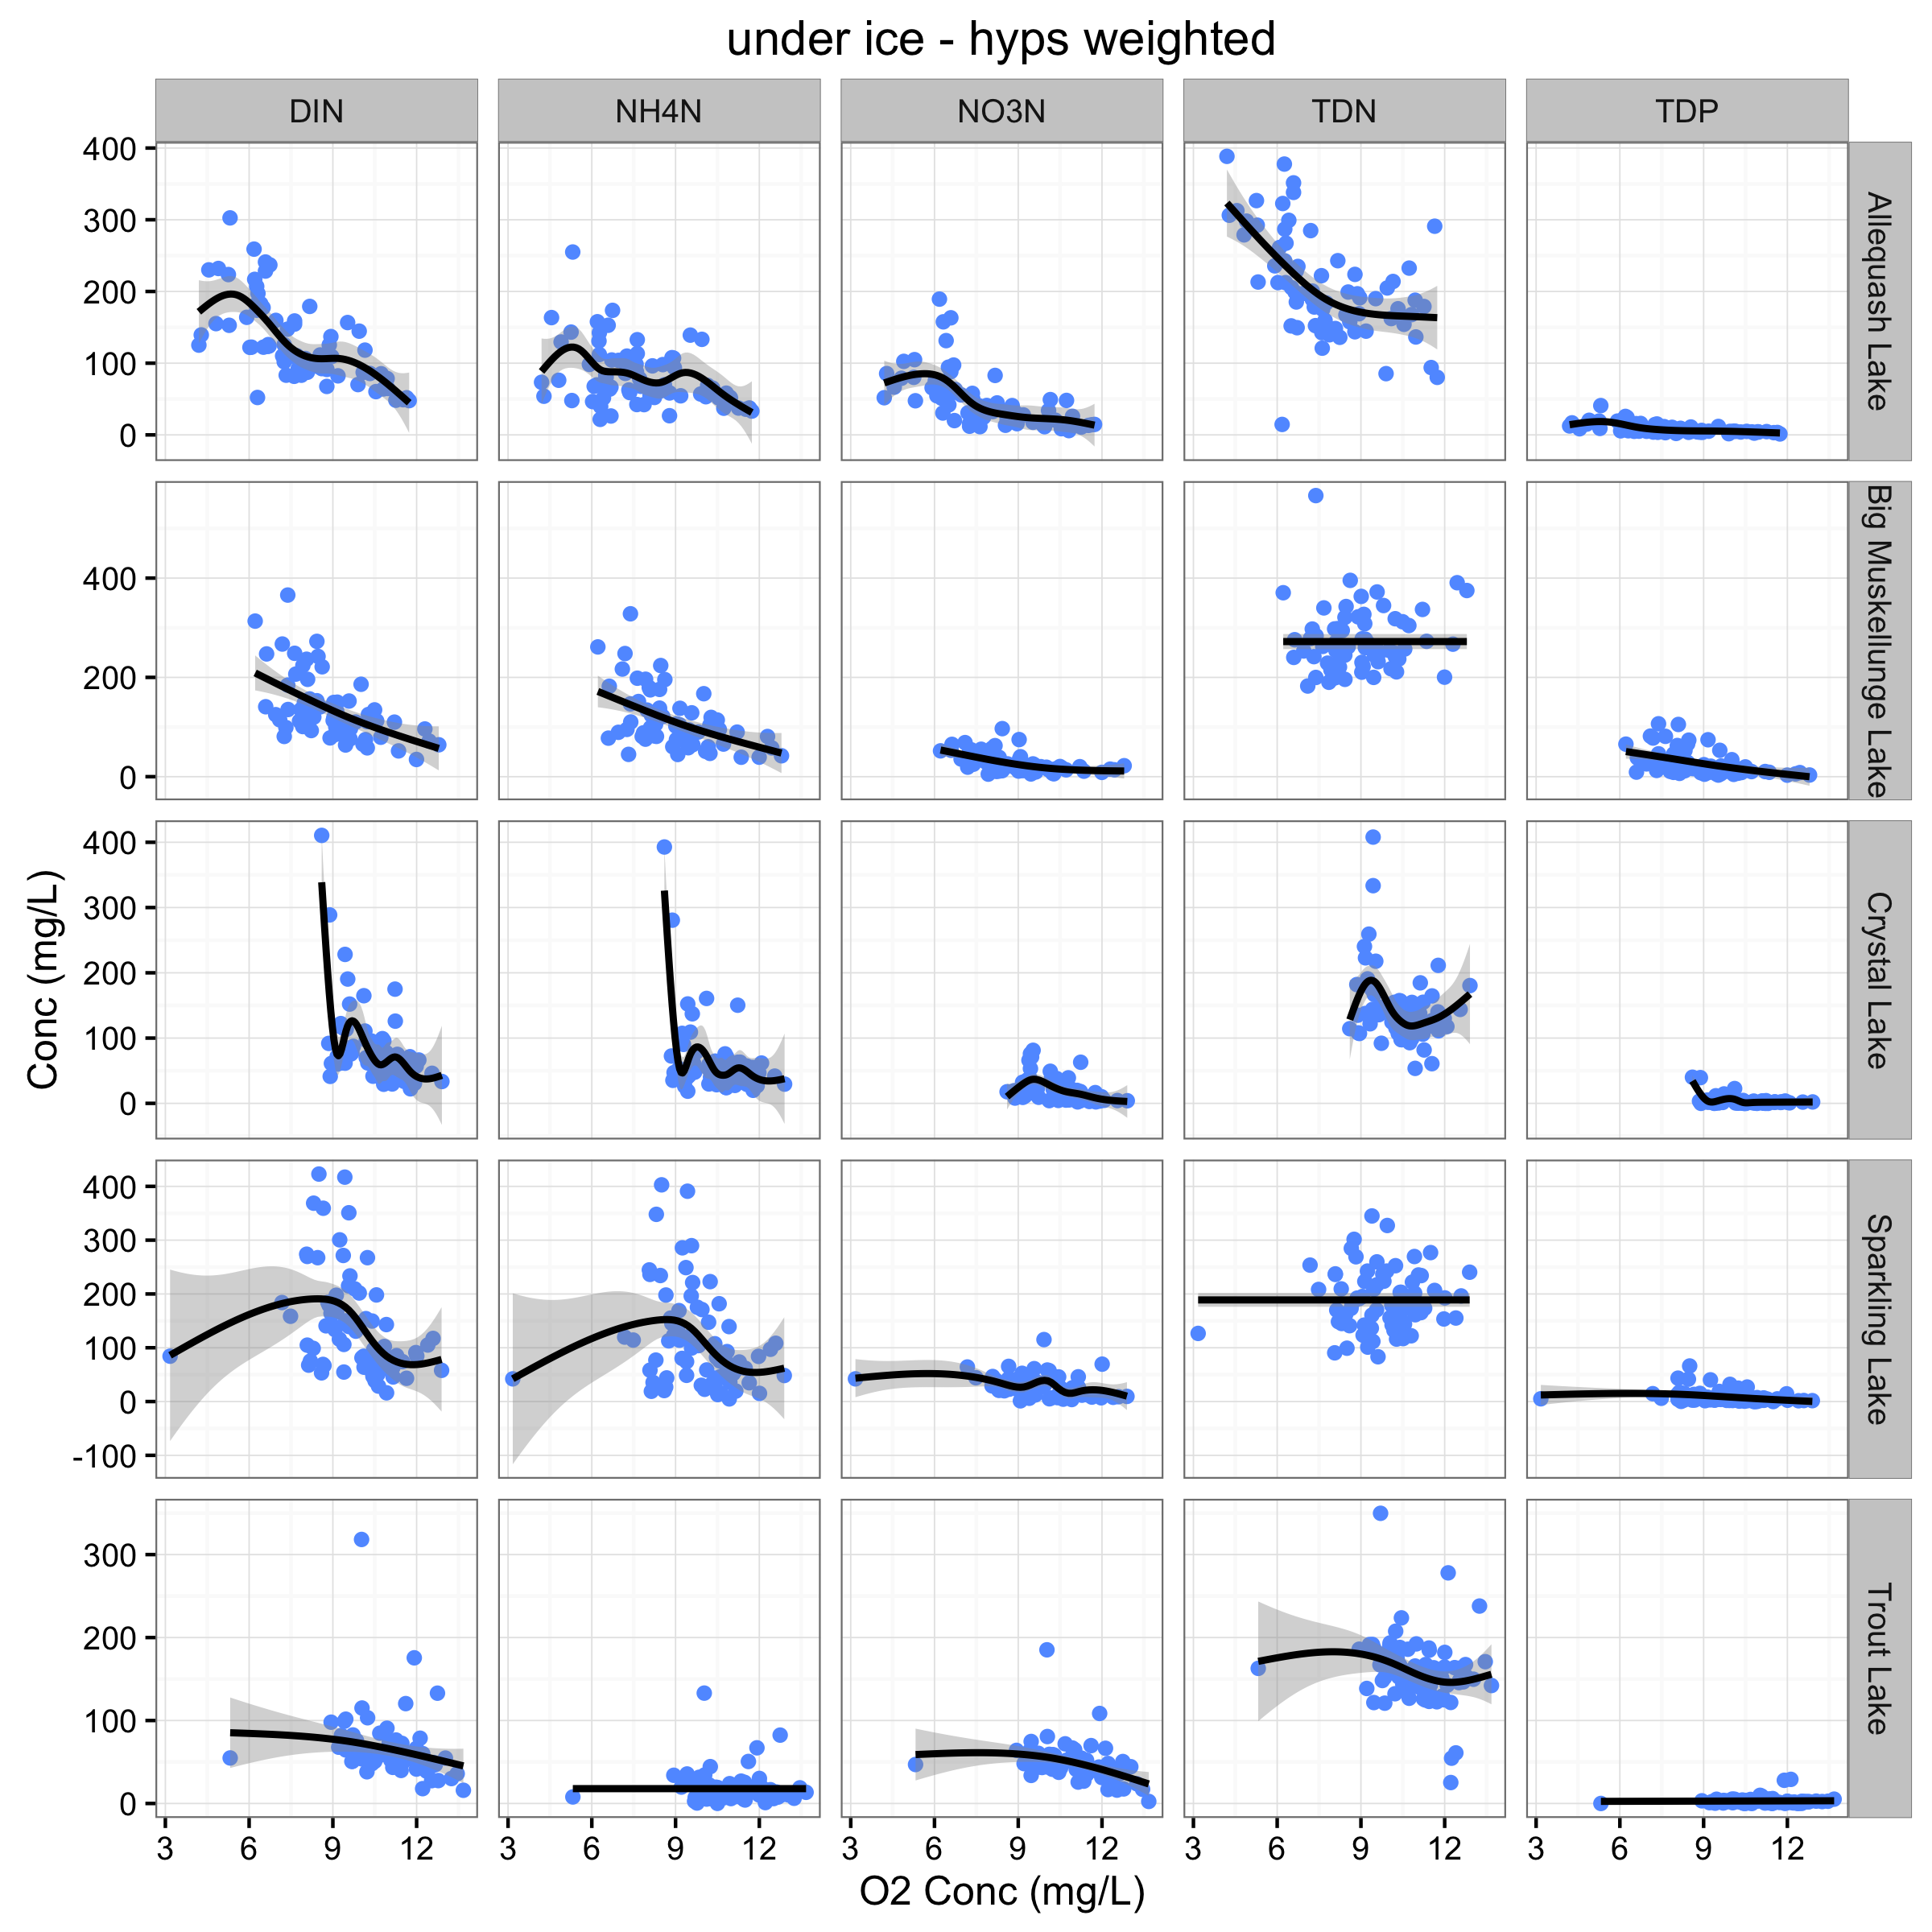 under ice - hyps weighted
DIN NH4N NO3N TDN TDP
400
300
200
100
0
Allequash Lake
400
200
0
Big Muskellunge Lake
400
300
200
100
0
Crystal Lake
Conc (mg/L)
400
300
200
100
0
-100
Sparkling Lake
300
200
100
0
Trout Lake
3 6 9 12 3 6 9 12 3 6 9 12 3 6 9 12 3 6 9 12
O2 Conc (mg/L)